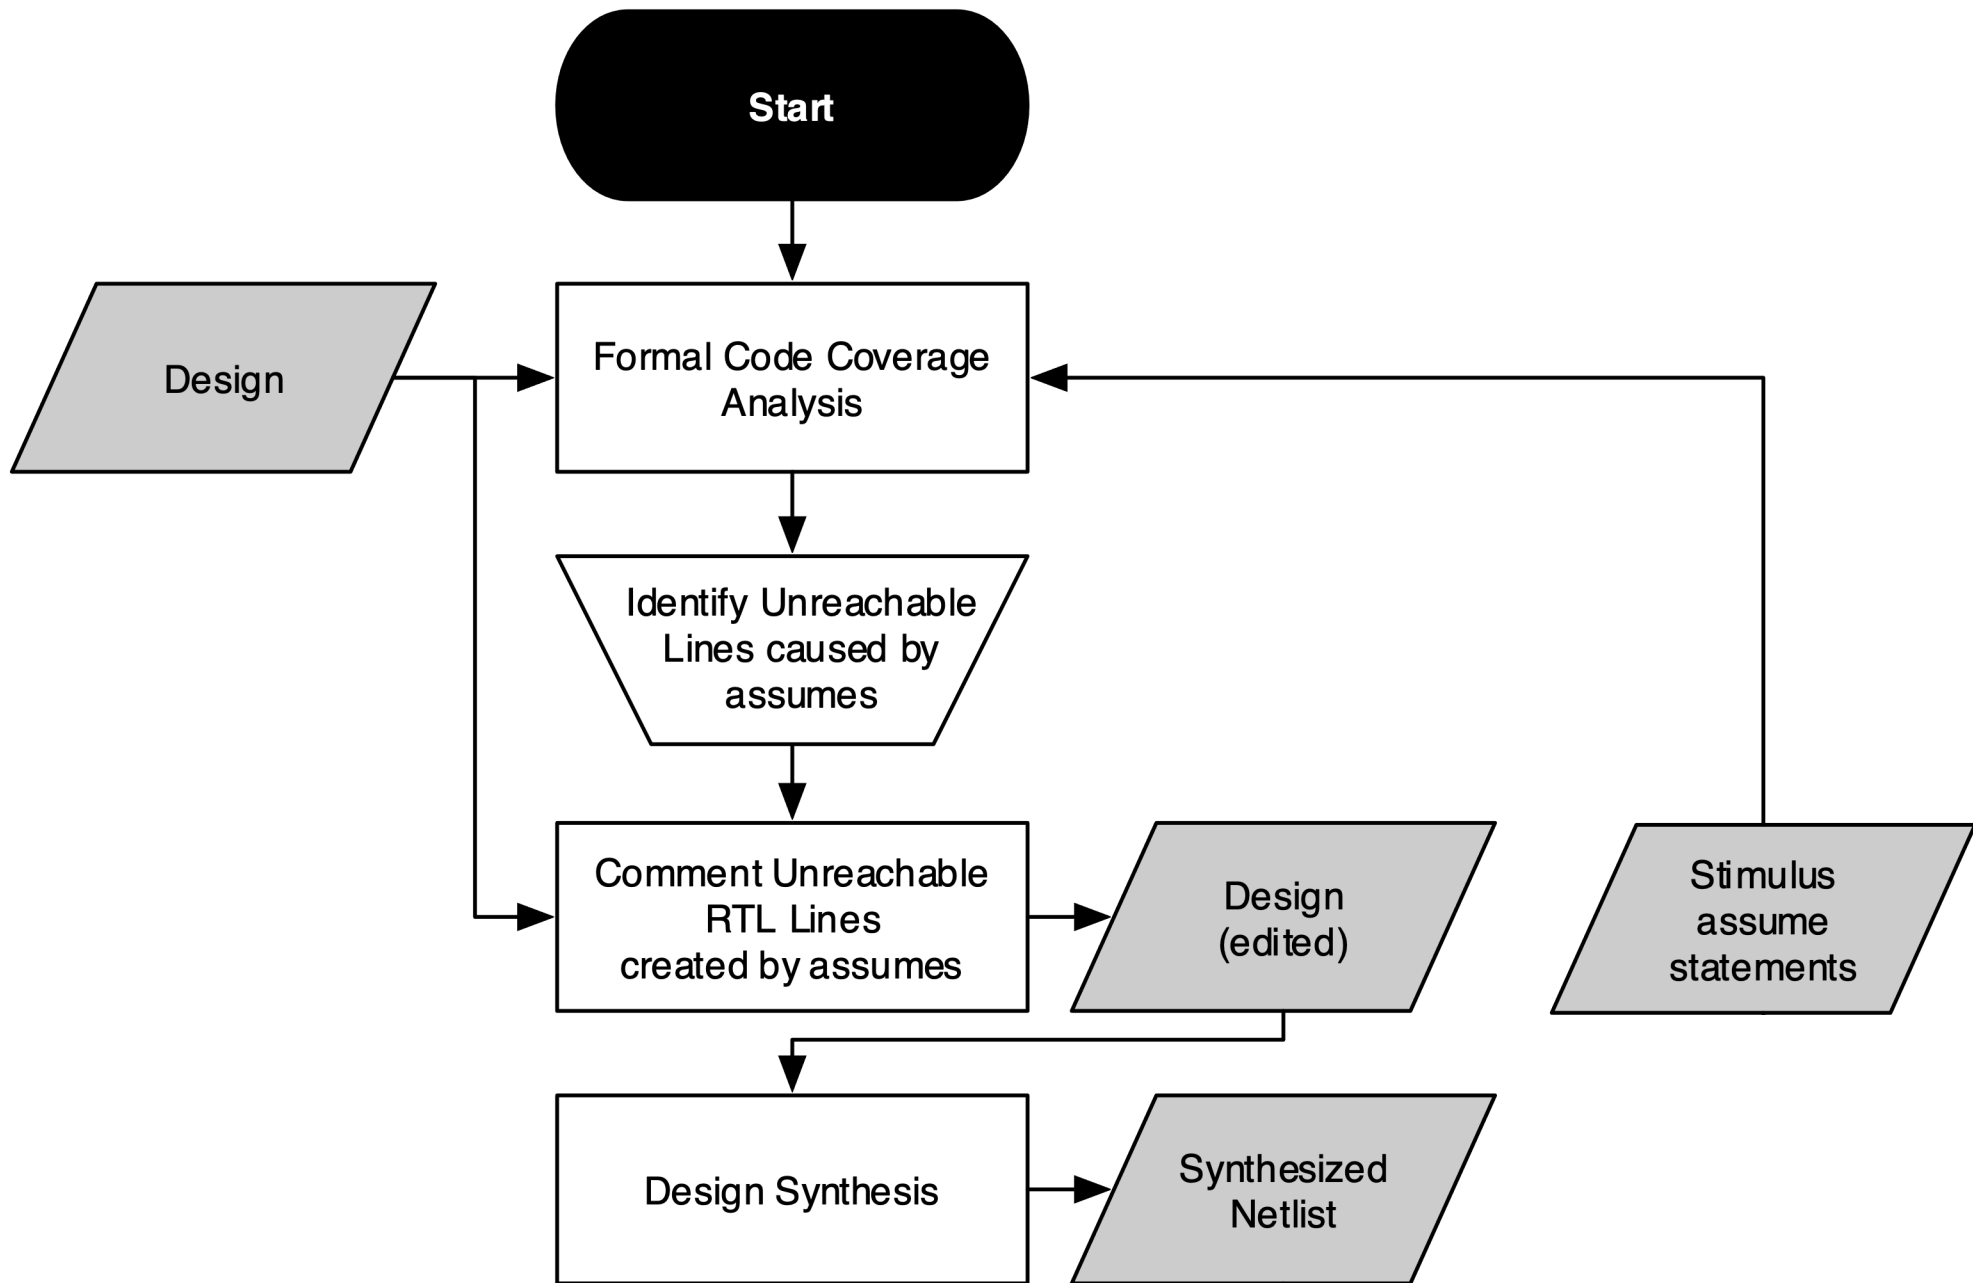 Start
Design
Formal Code Coverage
Analysis
Identify Unreachable
Lines caused by
assumes
Comment Unreachable
RTL Lines
created by assumes
Design
(edited)
Stimulus
assume
statements
Design Synthesis
Synthesized
Netlist